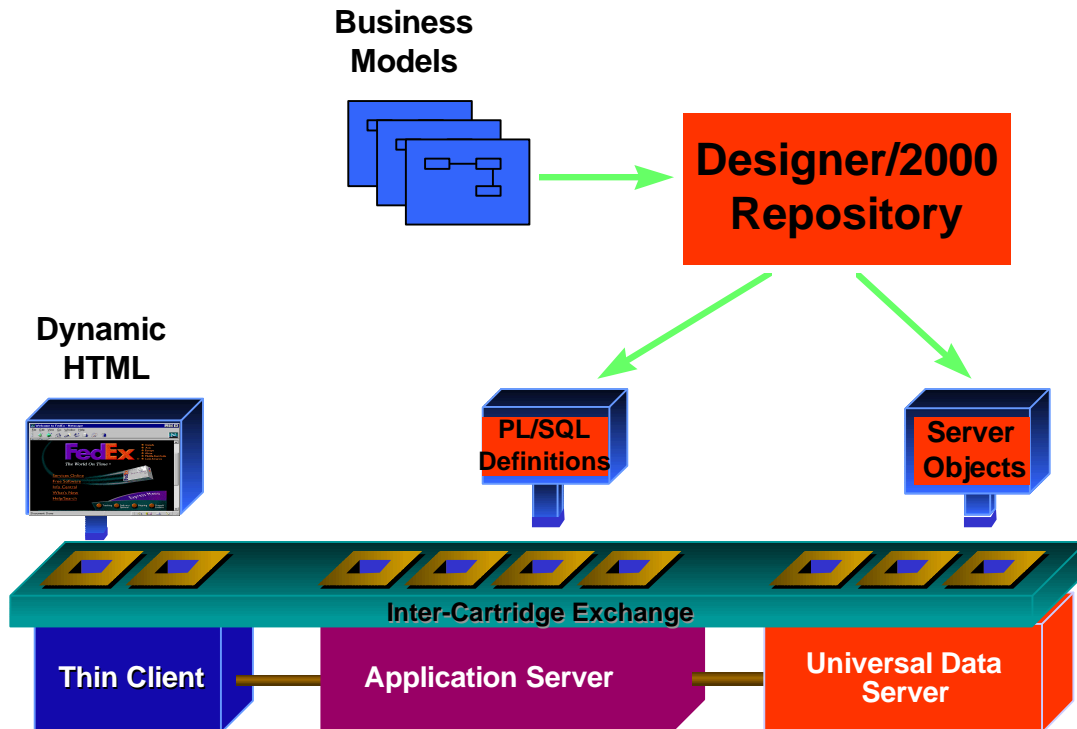 Business
Models
Designer/2000
Repository
Dynamic
HTML
FedEx
The World On Time
PL/SQL
Definitions
Server
Objects
Inter-Cartridge Exchange
Thin Client
Application Server
Universal Data
Server